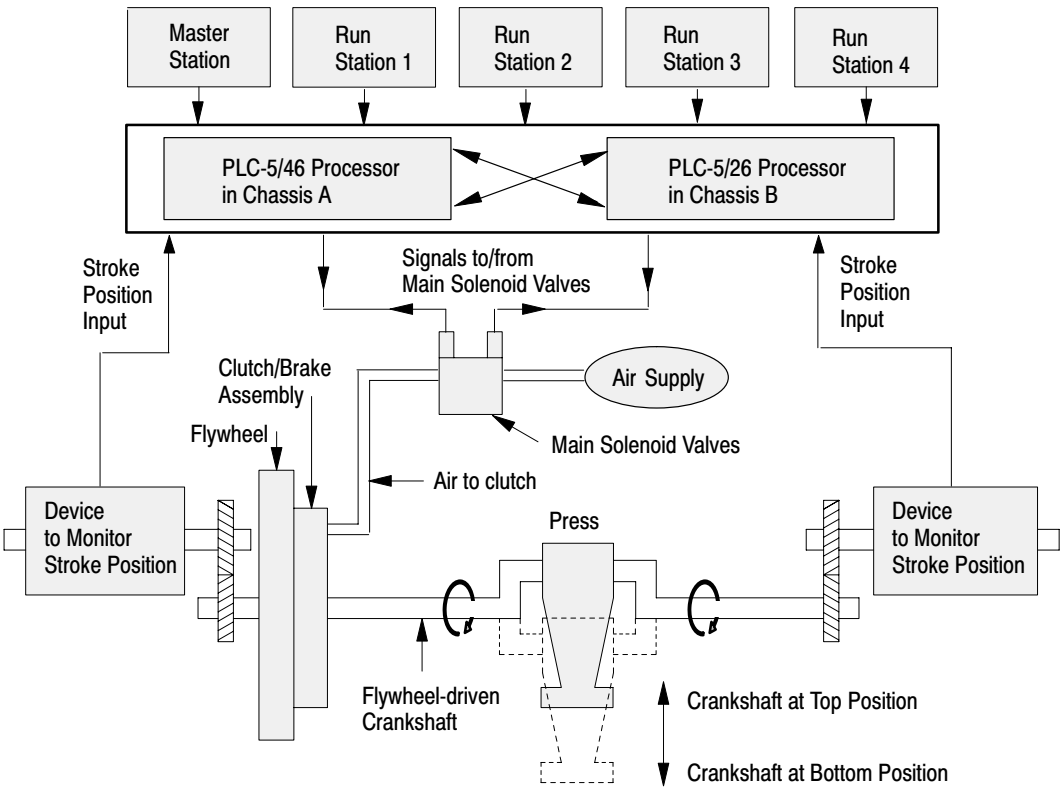 Master
Station
Run
Station 1
Run
Station 2
Run
Station 3
Run
Station 4
PLC-5/46 Processor
in Chassis A
PLC-5/26 Processor
in Chassis B
Stroke
Position
Input
Signals to/from
Main Solenoid Valves
Stroke
Position
Input
Clutch/Brake
Assembly
Air Supply
Flywheel
Main Solenoid Valves
Air to clutch
Device
to Monitor
Stroke Position
Press
Device
to Monitor
Stroke Position
Flywheel-driven
Crankshaft
Crankshaft at Top Position
Crankshaft at Bottom Position